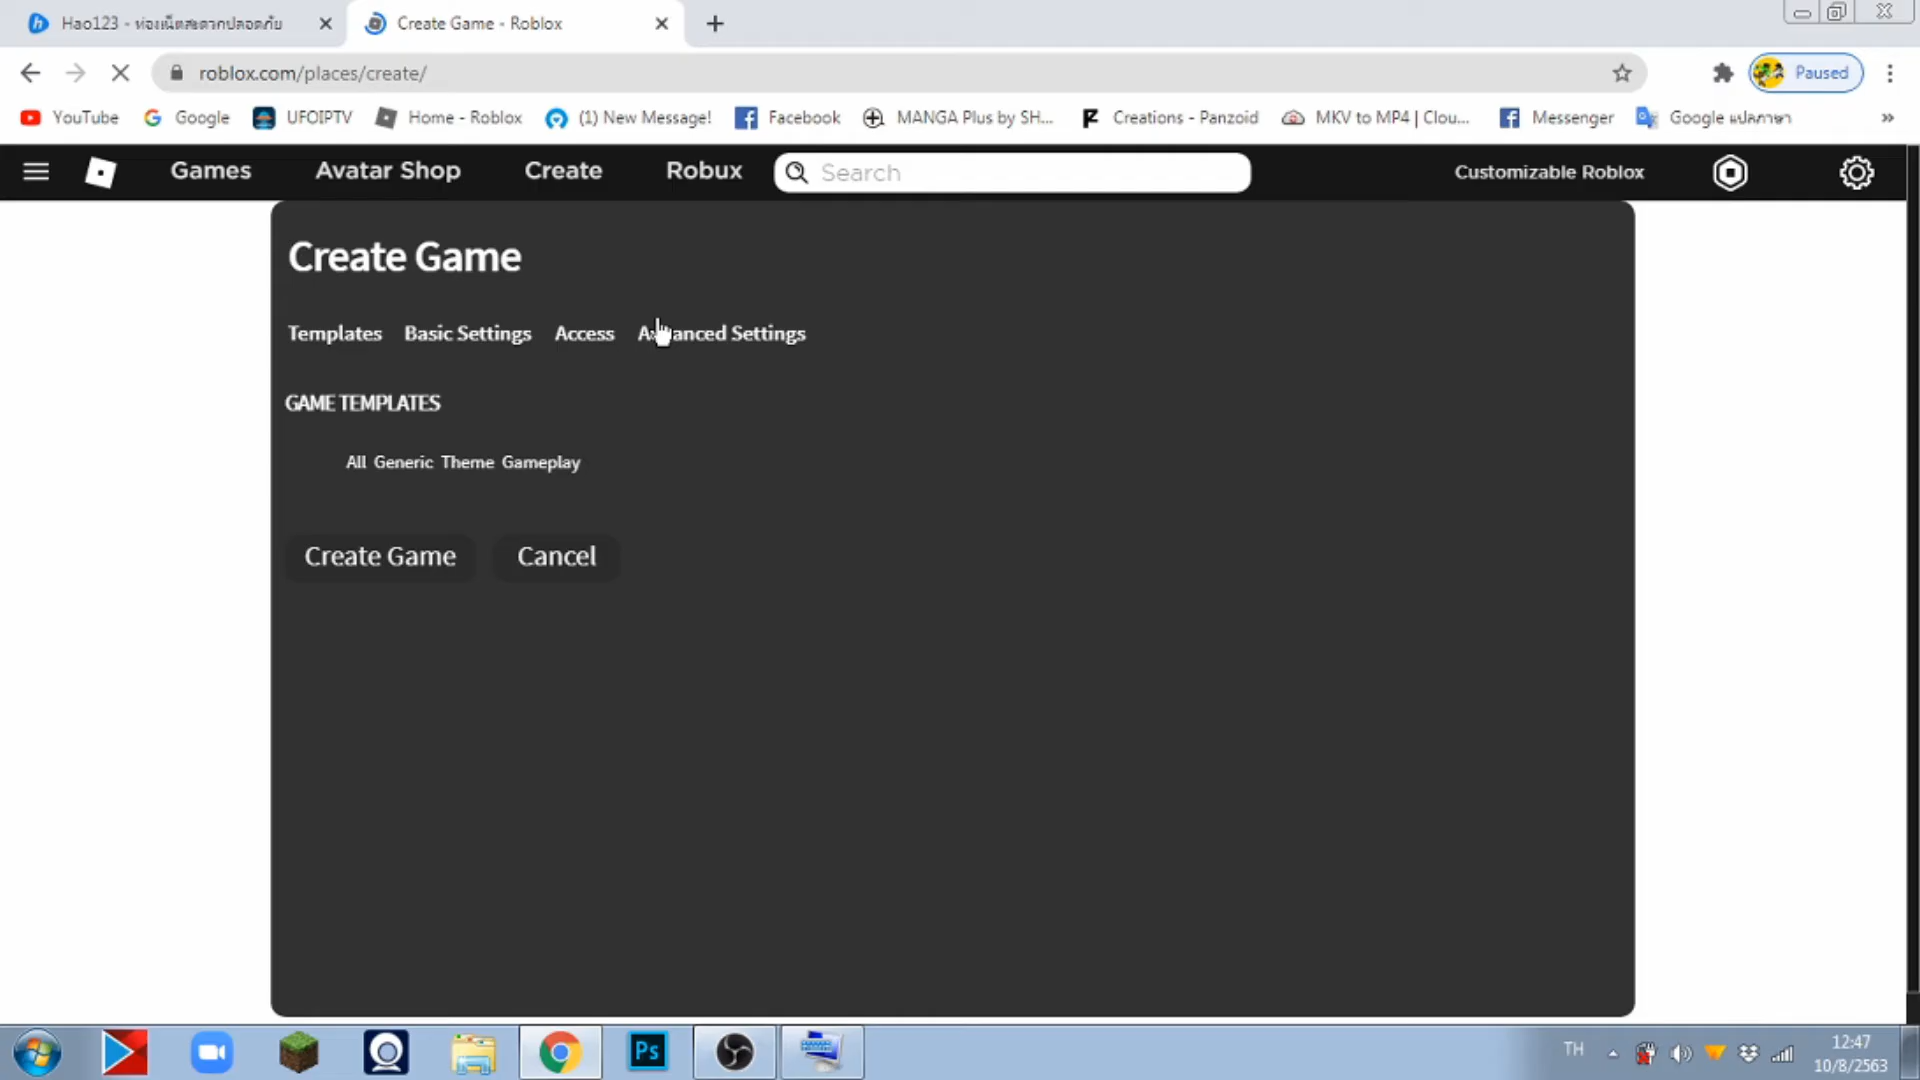 Hao123 - ท่องเน็ตสะดวกปลอดภัย
Create Game - Roblox
roblox.com/places/create/
Paused
YouTube
Google
UFOIPTV
Home - Roblox
(1) New Message!
Facebook
MANGA Plus by SH...
Creations - Panzoid
MKV to MP4 | Clou...
Messenger
Google แปลภาษา
»
Games
Avatar Shop
Create
Robux
Search
Customizable Roblox
Create Game
Templates
Basic Settings
Access
Advanced Settings
GAME TEMPLATES
All Generic Theme Gameplay
Create Game
Cancel
Ps
TH
12:47
10/8/2563